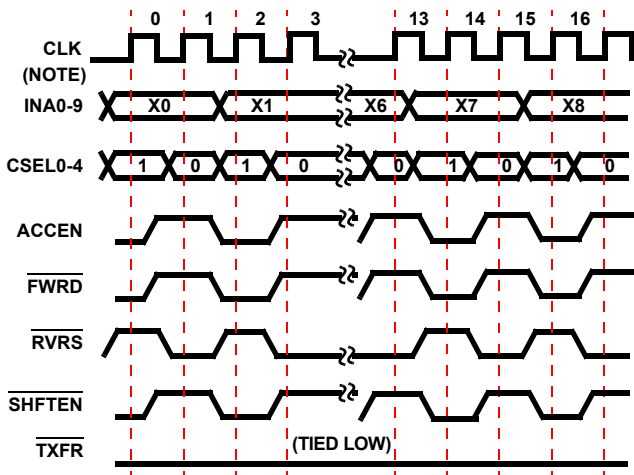 0 1 2 3 13 14 15 16
CLK
(NOTE)
INA0-9 X0 X1 X6 X7 X8
CSEL0-4 1 0 1 0 0 1 0 1 0
ACCEN
FWRD
RVRS
SHFTEN
TXFR (TIED LOW)